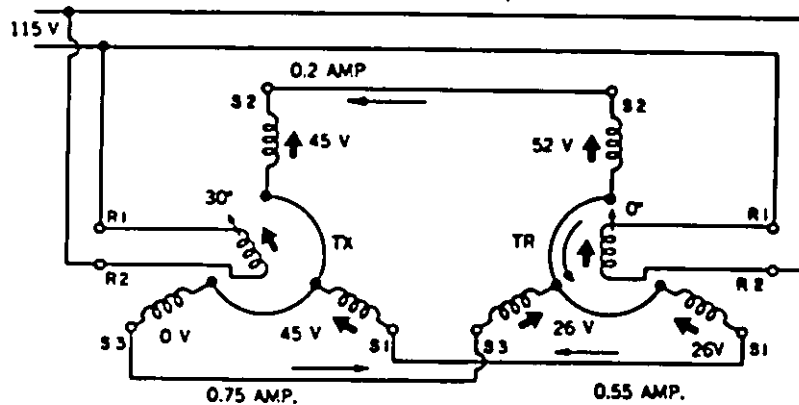 115 V
0.2 AMP
S2
S2
45 V
52 V
30°
0°
R1
TX
TR
R1
R2
R2
S3
0 V
45 V
S1
S3
26 V
26V
S1
0.75 AMP.
0.55 AMP.